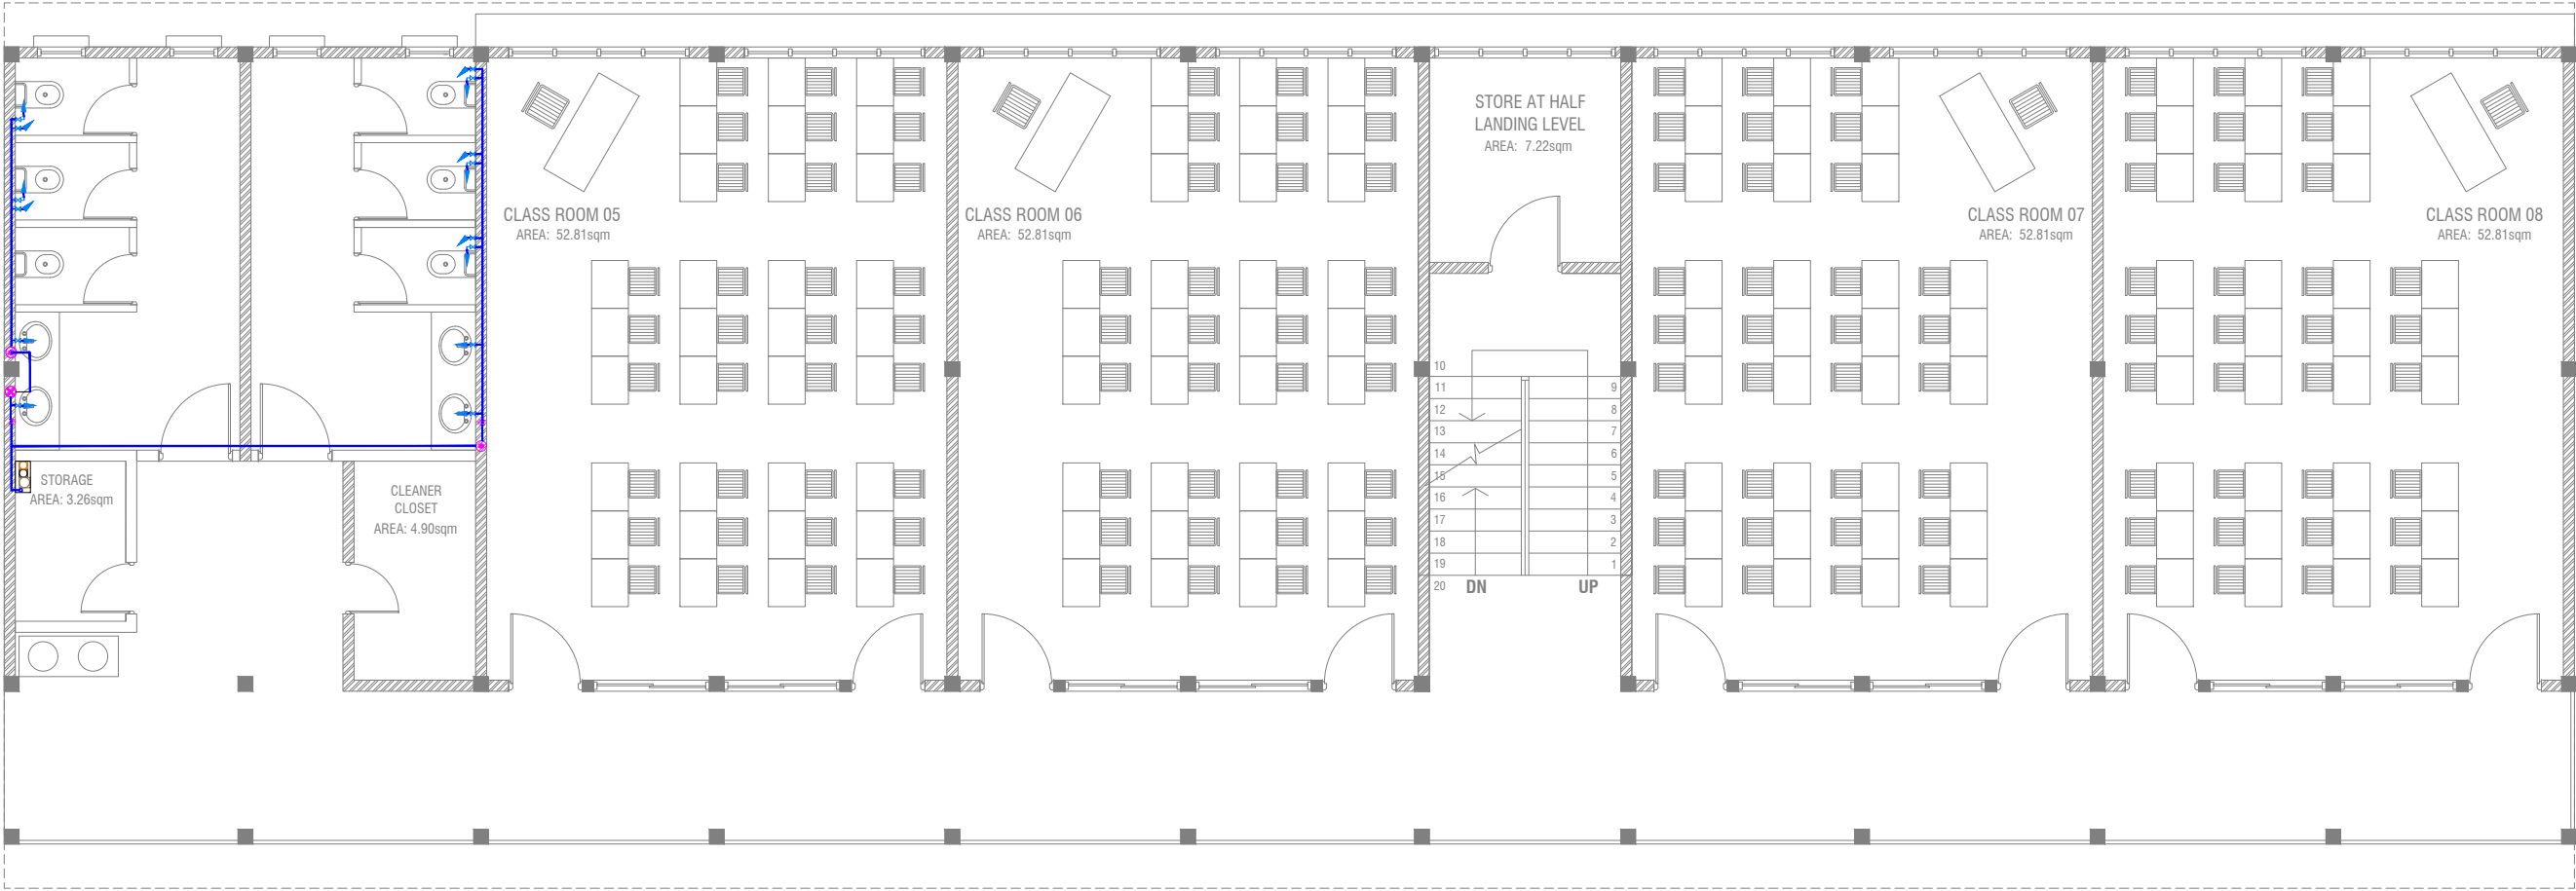 STORE AT HALF
LANDING LEVEL
AREA: 7.22sqm
CLASS ROOM 05
AREA: 52.81sqm
CLASS ROOM 06
AREA: 52.81sqm
CLASS ROOM 07
AREA: 52.81sqm
CLASS ROOM 08
AREA: 52.81sqm
STORAGE
AREA: 3.26sqm
CLEANER
CLOSET
AREA: 4.90sqm
10
11
12
13
14
15
16
17
18
19
20
9
8
7
6
5
4
3
2
1
DN
UP